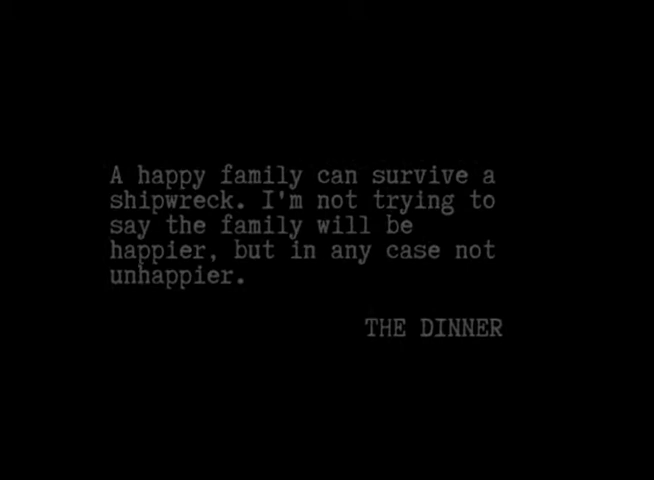 A happy family can survive a
shipwreck. I'm not trying to
say the family will be
happier, but in any case not
unhappier.
THE DINNER